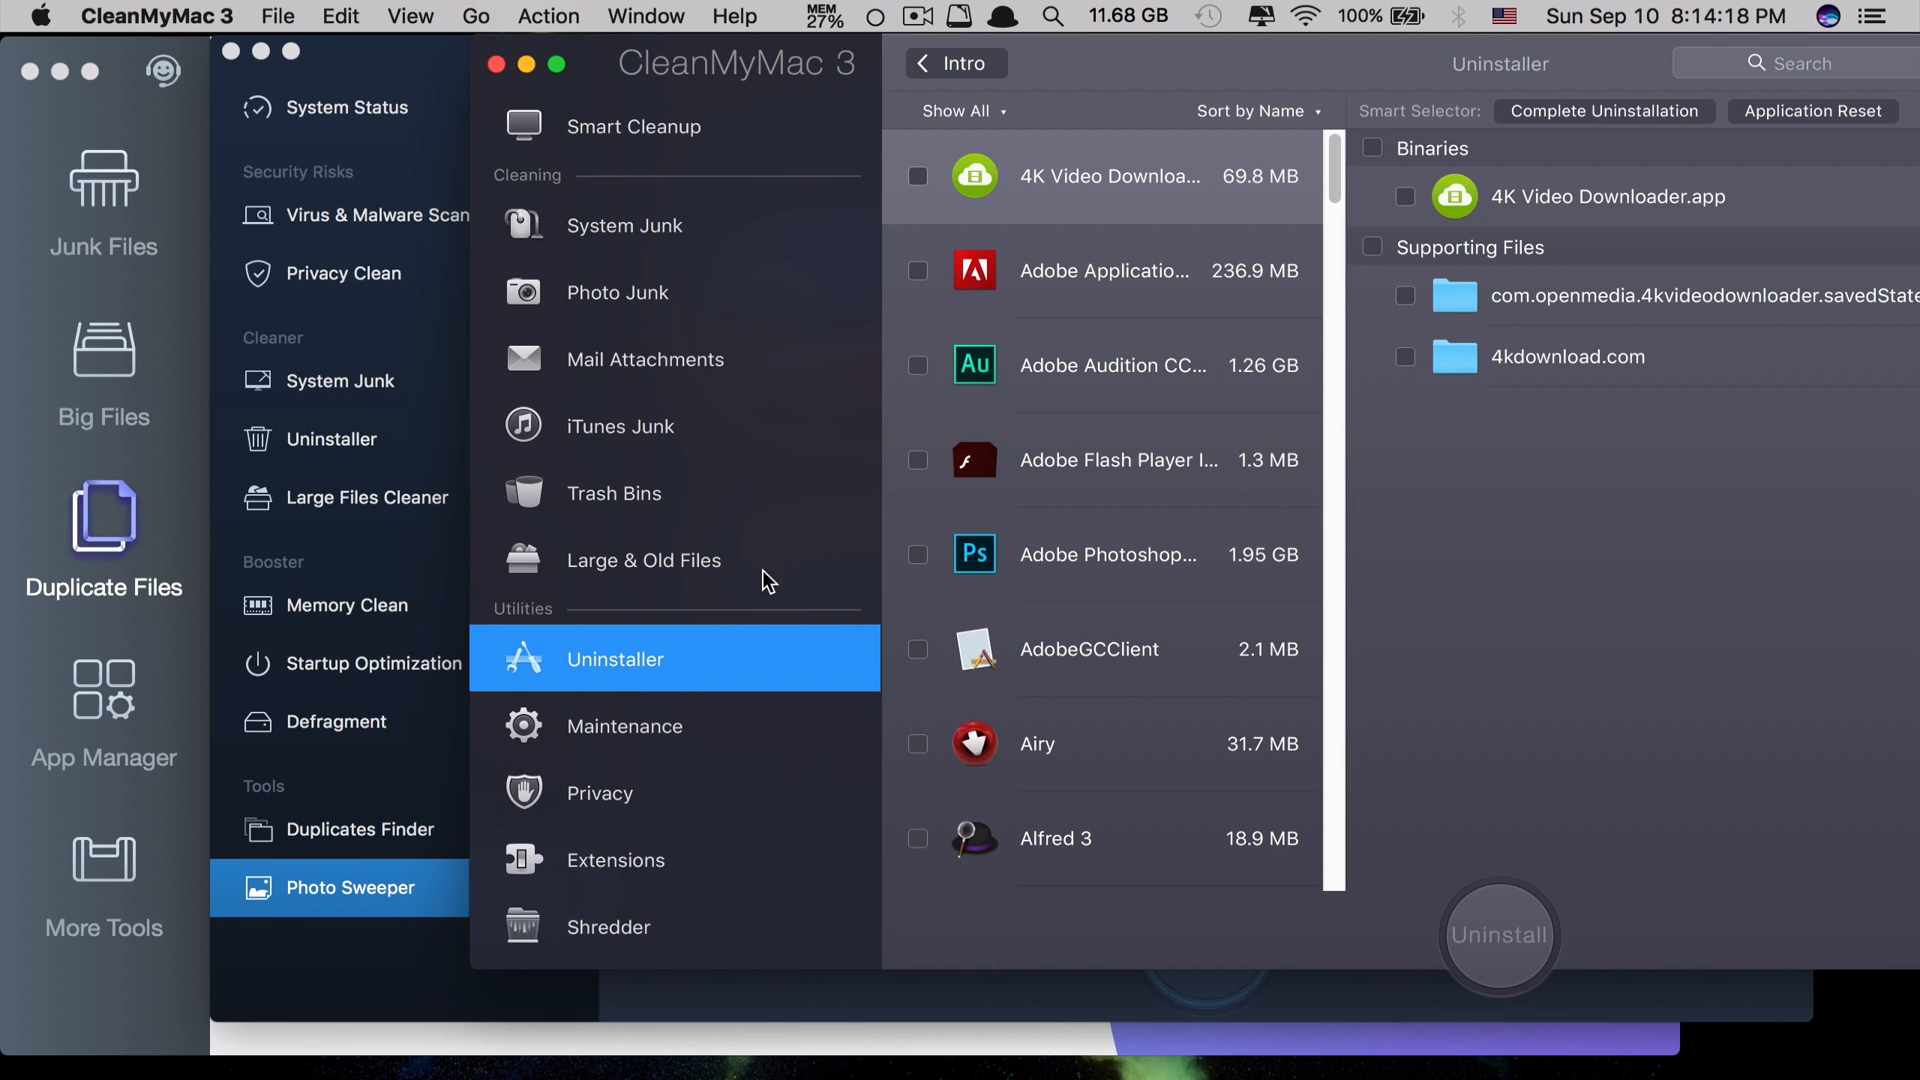 CleanMyMac 3 File Edit View Go Action Window Help MEM 27% 11.68 GB 100% Sun Sep 10 8:14:18 PM
Junk Files
Big Files
Duplicate Files
App Manager
More Tools
System Status
Security Risks
Virus & Malware Scan
Privacy Clean
Cleaner
System Junk
Uninstaller
Large Files Cleaner
Booster
Memory Clean
Startup Optimization
Defragment
Tools
Duplicates Finder
Photo Sweeper
CleanMyMac 3
Smart Cleanup
Cleaning
System Junk
Photo Junk
Mail Attachments
iTunes Junk
Trash Bins
Large & Old Files
Utilities
Uninstaller
Maintenance
Privacy
Extensions
Shredder
Intro Uninstaller Search
Show All Sort by Name
4K Video Downloa... 69.8 MB
Adobe Applicatio... 236.9 MB
Au Adobe Audition CC... 1.26 GB
Adobe Flash Player I... 1.3 MB
Ps Adobe Photoshop... 1.95 GB
AdobeGCClient 2.1 MB
Airy 31.7 MB
Alfred 3 18.9 MB
Smart Selector: Complete Uninstallation Application Reset
Binaries
4K Video Downloader.app
Supporting Files
com.openmedia.4kvideodownloader.savedState
4kdownload.com
Uninstall